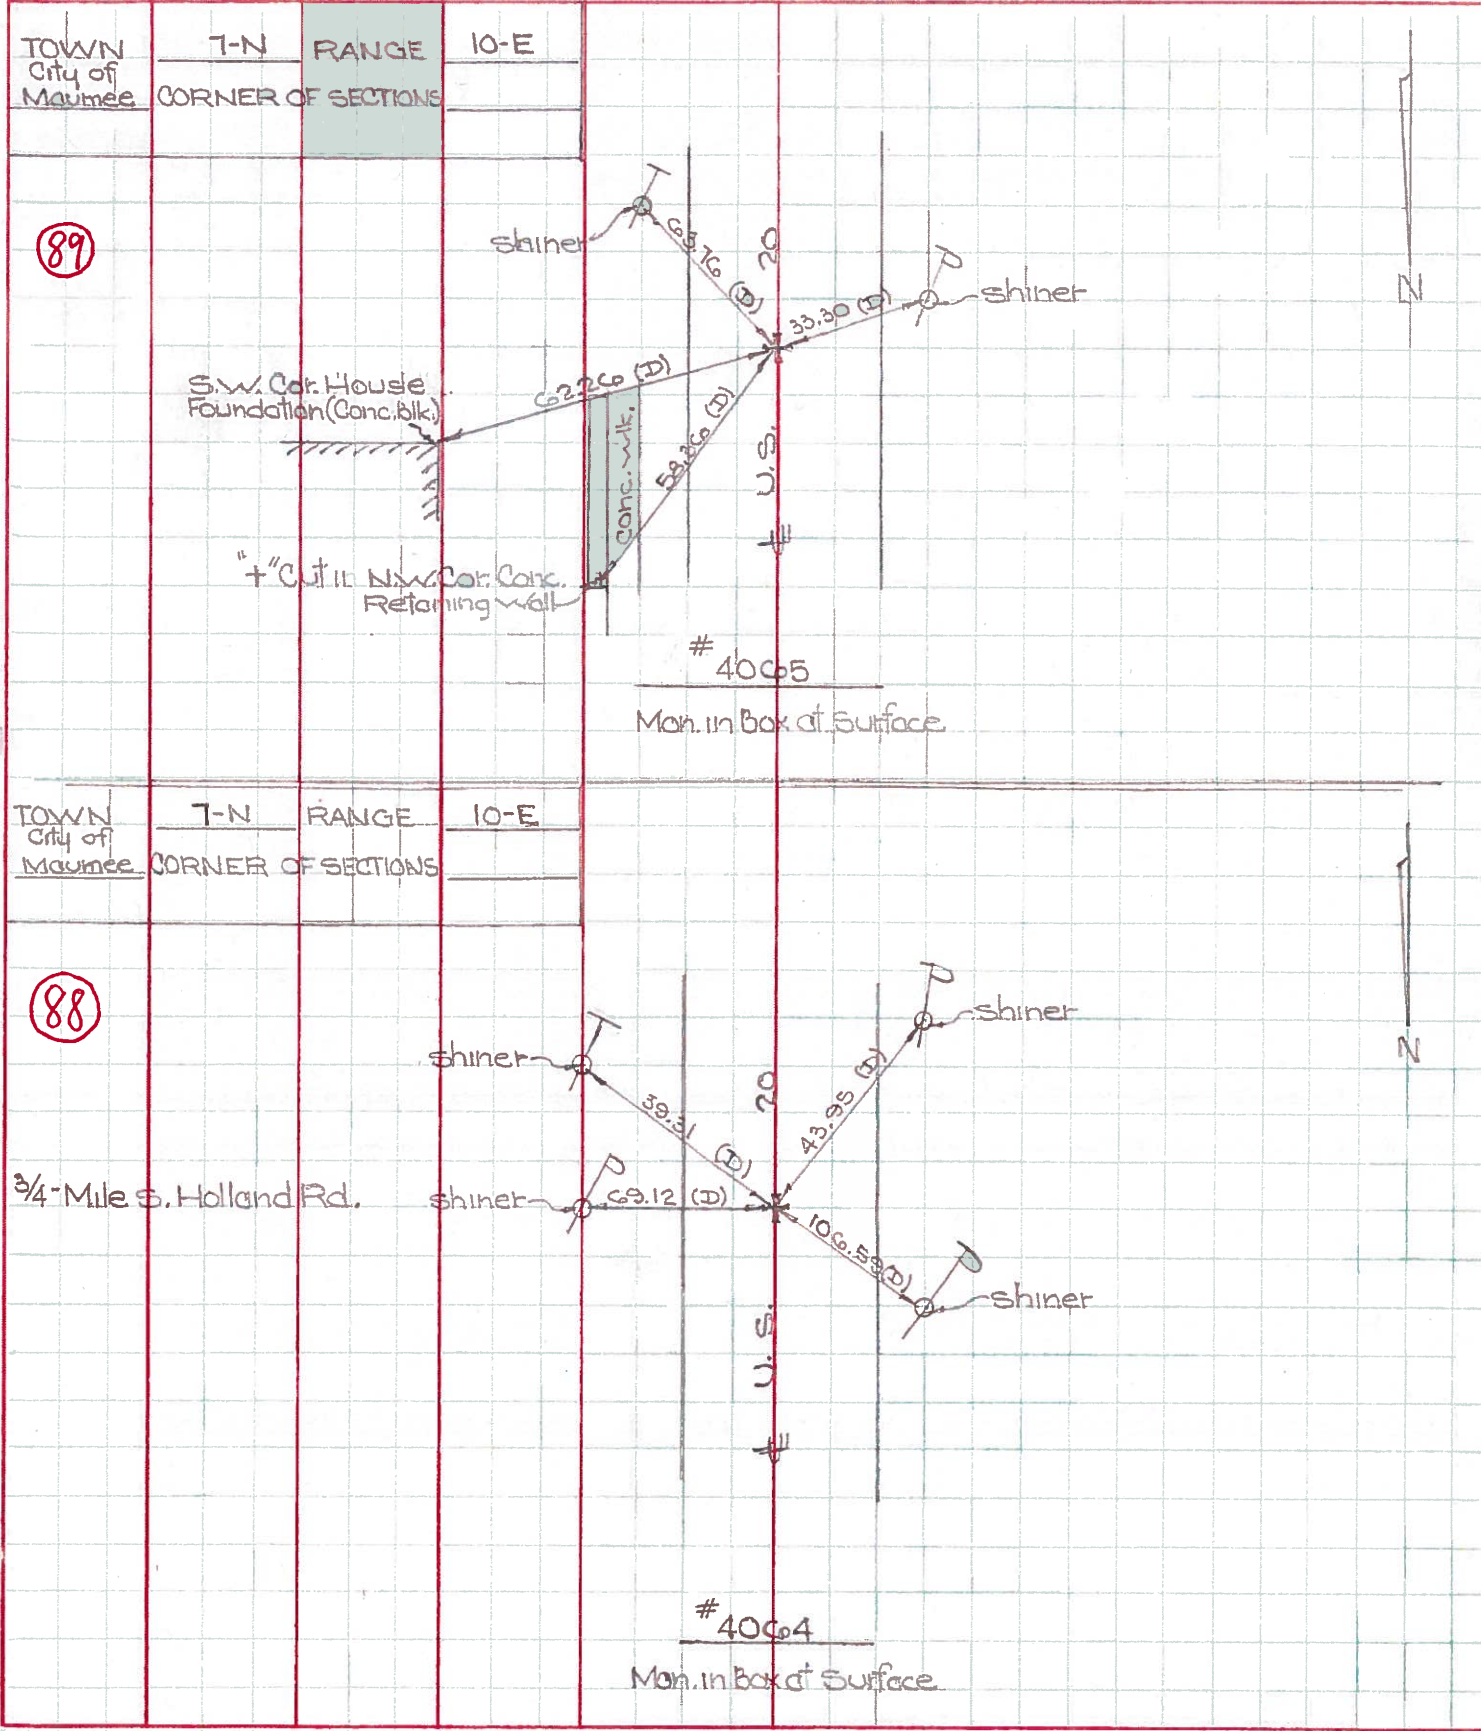 TOWN 7-N RANGE 10-E
City of
Maumee CORNER OF SECTIONS
89
shiner
63.76 (D)
20
33.30 (D)
shiner
N
S.W. Cor. House
Foundation (Conc. Blk.)
62.26 (D)
Conc. Wlk.
58.36 (D)
U.S.
"+" Cut in N.W. Cor. Conc.
Retaining Wall
# 4065
Mon. in Box at Surface
TOWN 7-N RANGE 10-E
City of
Maumee CORNER OF SECTIONS
88
shiner
shiner
N
39.31 (D)
20
43.95 (D)
3/4-Mile S. Holland Rd.
shiner
69.12 (D)
106.59 (D)
shiner
U.S.
# 4064
Mon. in Box at Surface